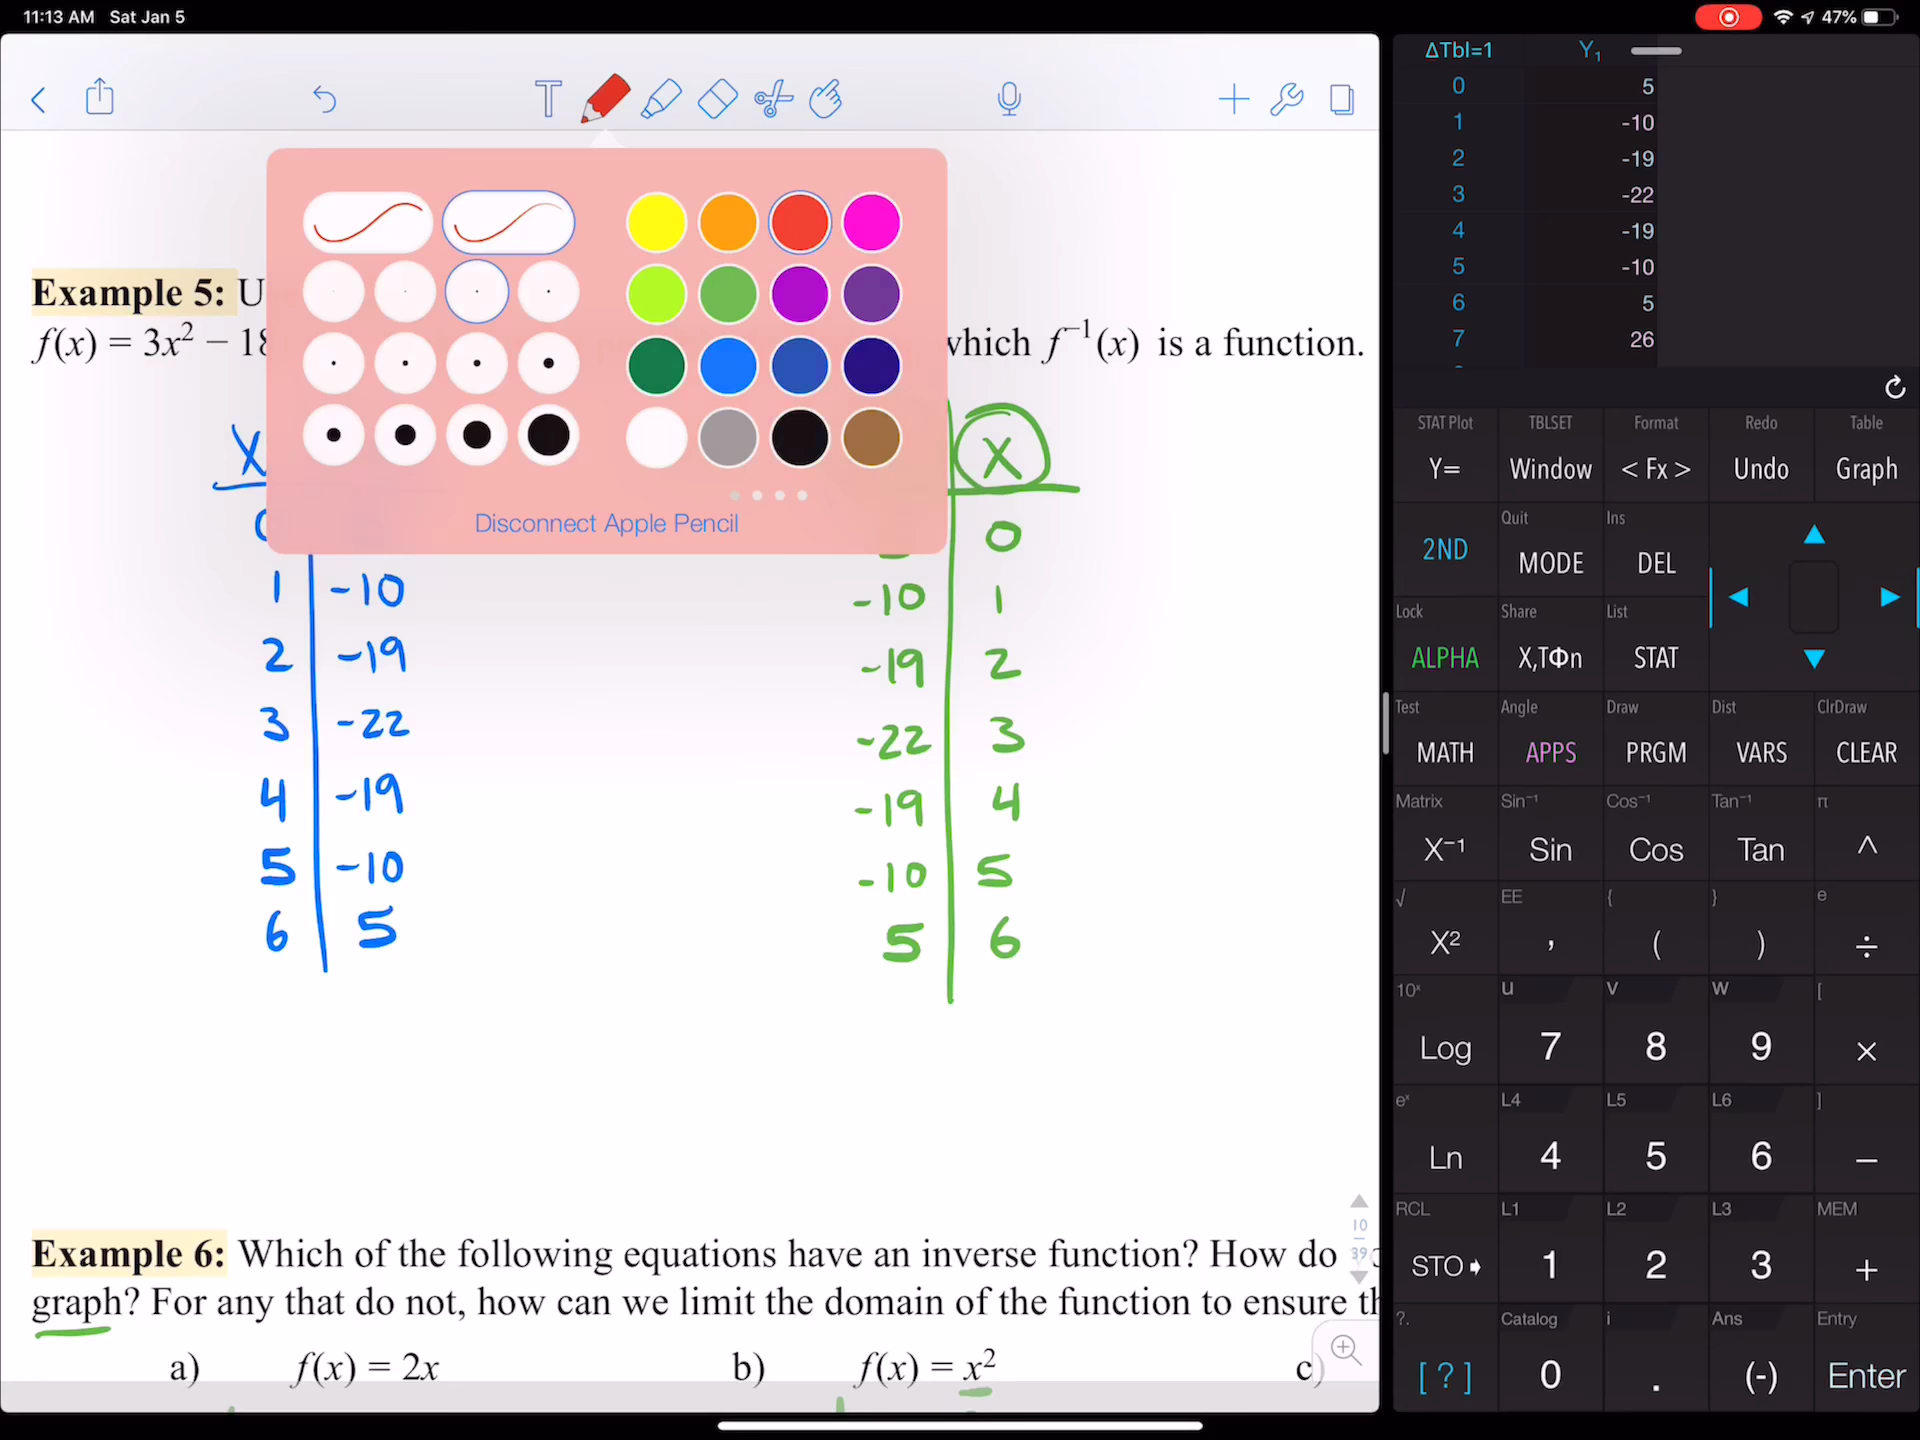 11:13 AM Sat Jan 5
47%
T
Example 5: U
f(x) = 3x² − 18
which f⁻¹(x) is a function.
Disconnect Apple Pencil
X
X
0
1 -10
2 -19
3 -22
4 -19
5 -10
6 5
-10 1
-19 2
-22 3
-19 4
-10 5
5 6
10
39
Example 6: Which of the following equations have an inverse function? How do
graph? For any that do not, how can we limit the domain of the function to ensure
a) f(x) = 2x b) f(x) = x² c)
ΔTbl=1 Y₁
0 5
1 -10
2 -19
3 -22
4 -19
5 -10
6 5
7 26
STAT Plot TBLSET Format Redo Table
Y= Window < Fx > Undo Graph
Quit Ins
2ND MODE DEL
Lock Share List
ALPHA X,TΦn STAT
Test Angle Draw Dist ClrDraw
MATH APPS PRGM VARS CLEAR
Matrix Sin⁻¹ Cos⁻¹ Tan⁻¹ π
X⁻¹ Sin Cos Tan ^
√ EE { } e
X² , ( ) ÷
10ˣ u v w [
Log 7 8 9 ×
eˣ L4 L5 L6 ]
Ln 4 5 6 −
RCL L1 L2 L3 MEM
STO➧ 1 2 3 +
?. Catalog i Ans Entry
[ ? ] 0 . (-) Enter